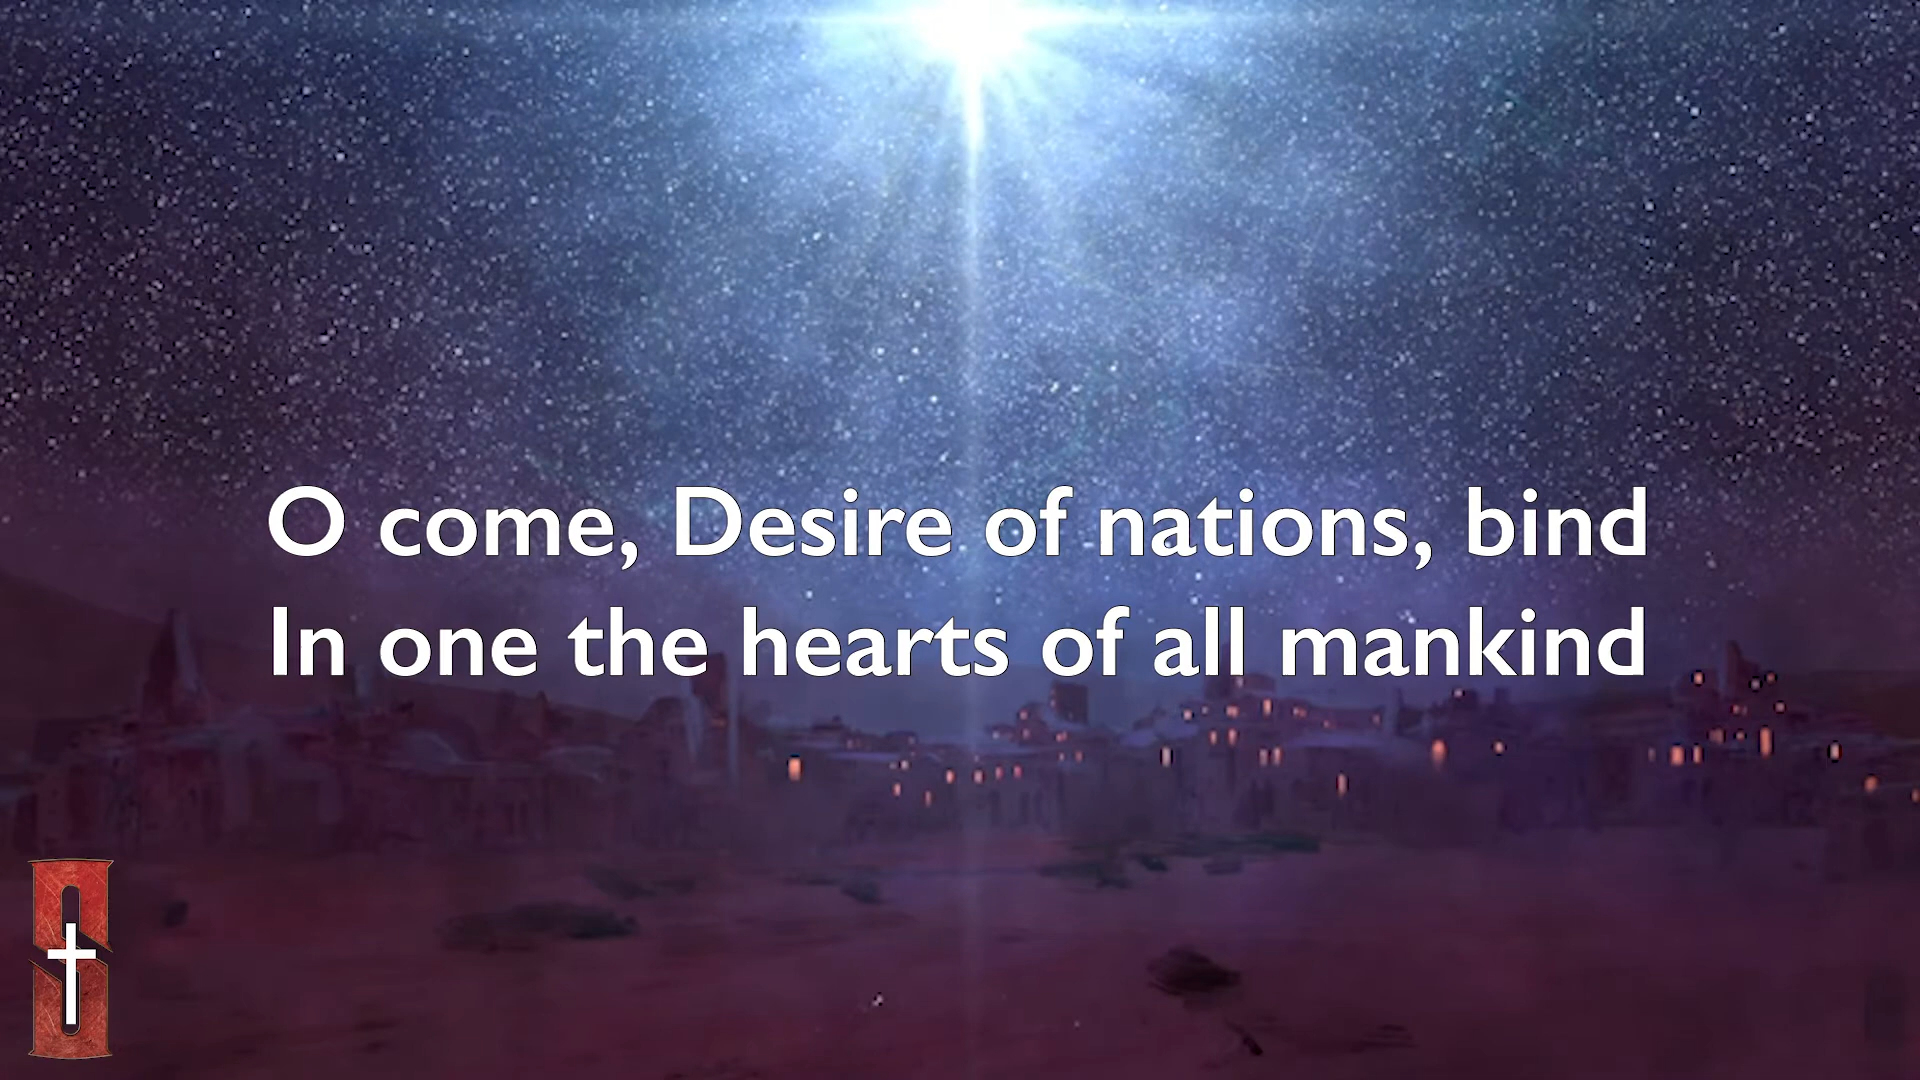 O come, Desire of nations, bind
In one the hearts of all mankind